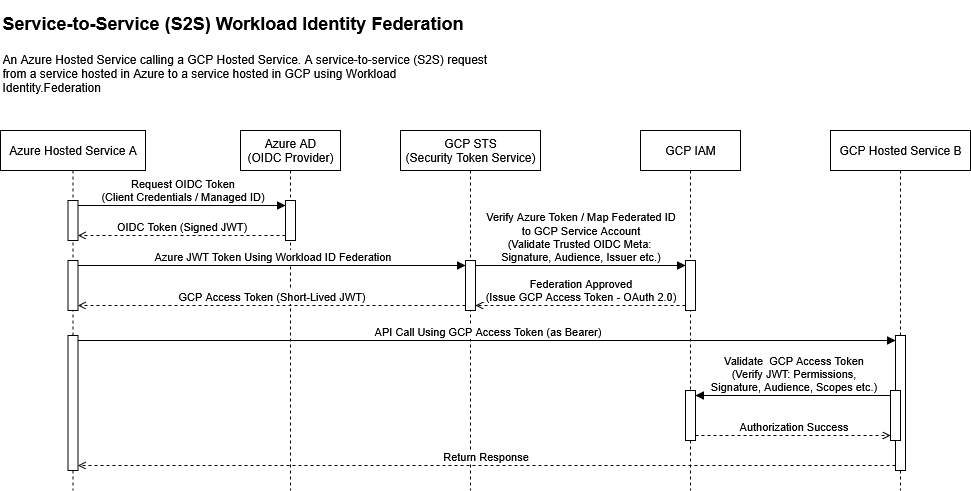 Service-to-Service (S2S) Workload Identity Federation
An Azure Hosted Service calling a GCP Hosted Service. A service-to-service (S2S) request
from a service hosted in Azure to a service hosted in GCP using Workload
Identity.Federation
Azure Hosted Service A
Azure AD
(OIDC Provider)
GCP STS
(Security Token Service)
GCP IAM
GCP Hosted Service B
Request OIDC Token
(Client Credentials / Managed ID)
OIDC Token (Signed JWT)
Verify Azure Token / Map Federated ID
to GCP Service Account
(Validate Trusted OIDC Meta:
Signature, Audience, Issuer etc.)
Azure JWT Token Using Workload ID Federation
Federation Approved
(Issue GCP Access Token - OAuth 2.0)
GCP Access Token (Short-Lived JWT)
API Call Using GCP Access Token (as Bearer)
Validate  GCP Access Token
(Verify JWT: Permissions,
Signature, Audience, Scopes etc.)
Authorization Success
Return Response